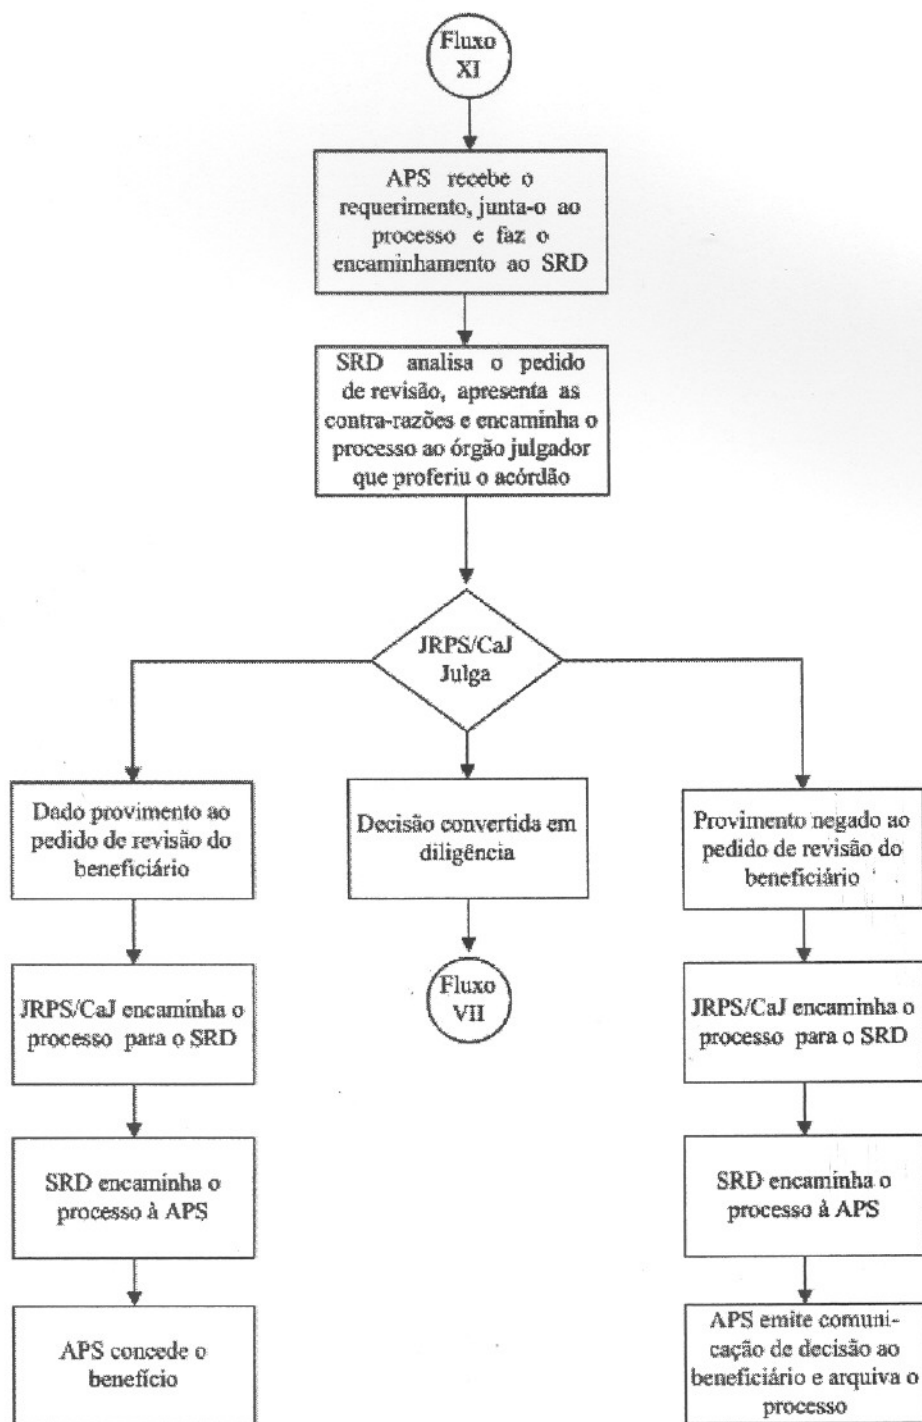 Fluxo
XI
APS recebe o
requerimento, junta-o ao
processo e faz o
encaminhamento ao SRD
SRD analisa o pedido
de revisão, apresenta as
contra-razões e encaminha o
processo ao órgão julgador
que proferiu o acórdão
JRPS/CaJ
Julga
Dado provimento ao
pedido de revisão do
beneficiário
JRPS/CaJ encaminha o
processo para o SRD
SRD encaminha o
processo à APS
APS concede o
benefício
Decisão convertida em
diligência
Fluxo
VII
Provimento negado ao
pedido de revisão do
beneficiário
JRPS/CaJ encaminha o
processo para o SRD
SRD encaminha o
processo à APS
APS emite comuni-
cação de decisão ao
beneficiário e arquiva o
processo